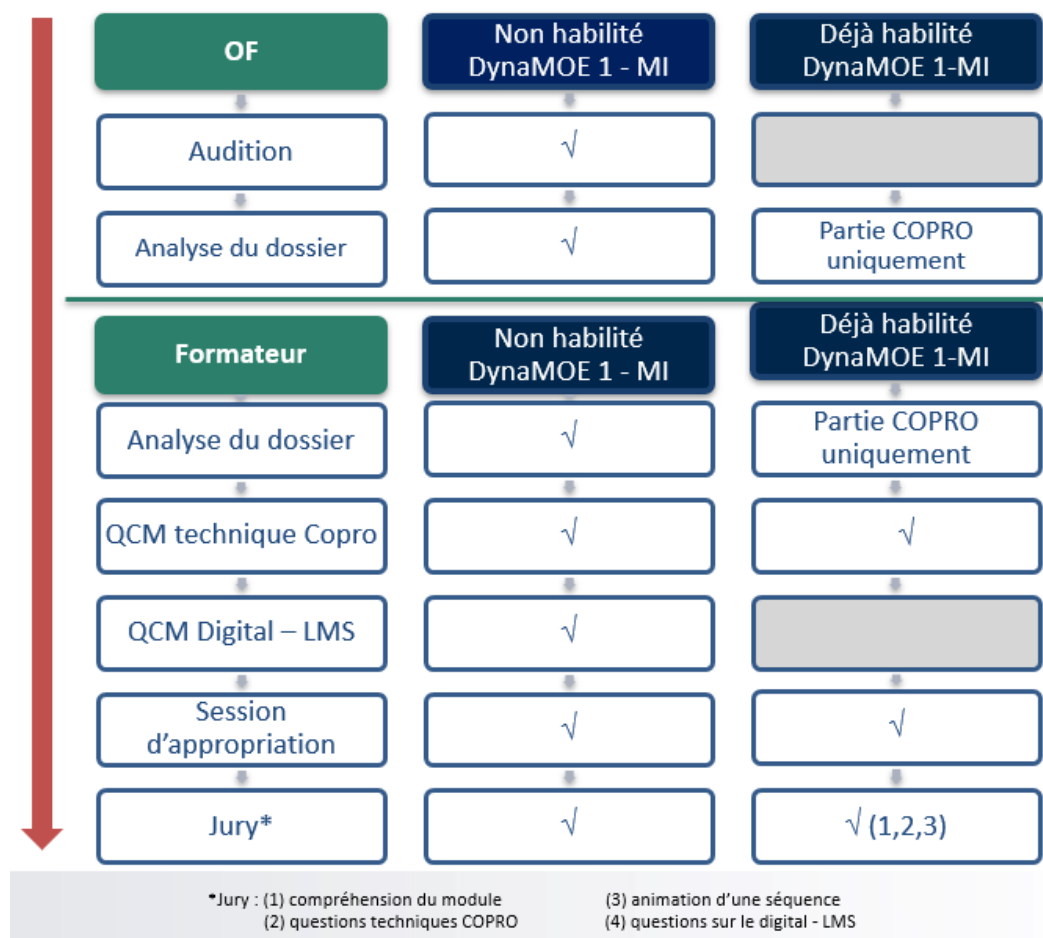 OF
Non habilité
DynaMOE 1 - MI
Déjà habilité
DynaMOE 1-MI
Audition
√
Analyse du dossier
√
Partie COPRO
uniquement
Formateur
Non habilité
DynaMOE 1 - MI
Déjà habilité
DynaMOE 1-MI
Analyse du dossier
√
Partie COPRO
uniquement
QCM technique Copro
√
√
QCM Digital – LMS
√
Session
d’appropriation
√
√
Jury*
√
√ (1,2,3)
*Jury : (1) compréhension du module
(2) questions techniques COPRO
(3) animation d’une séquence
(4) questions sur le digital - LMS